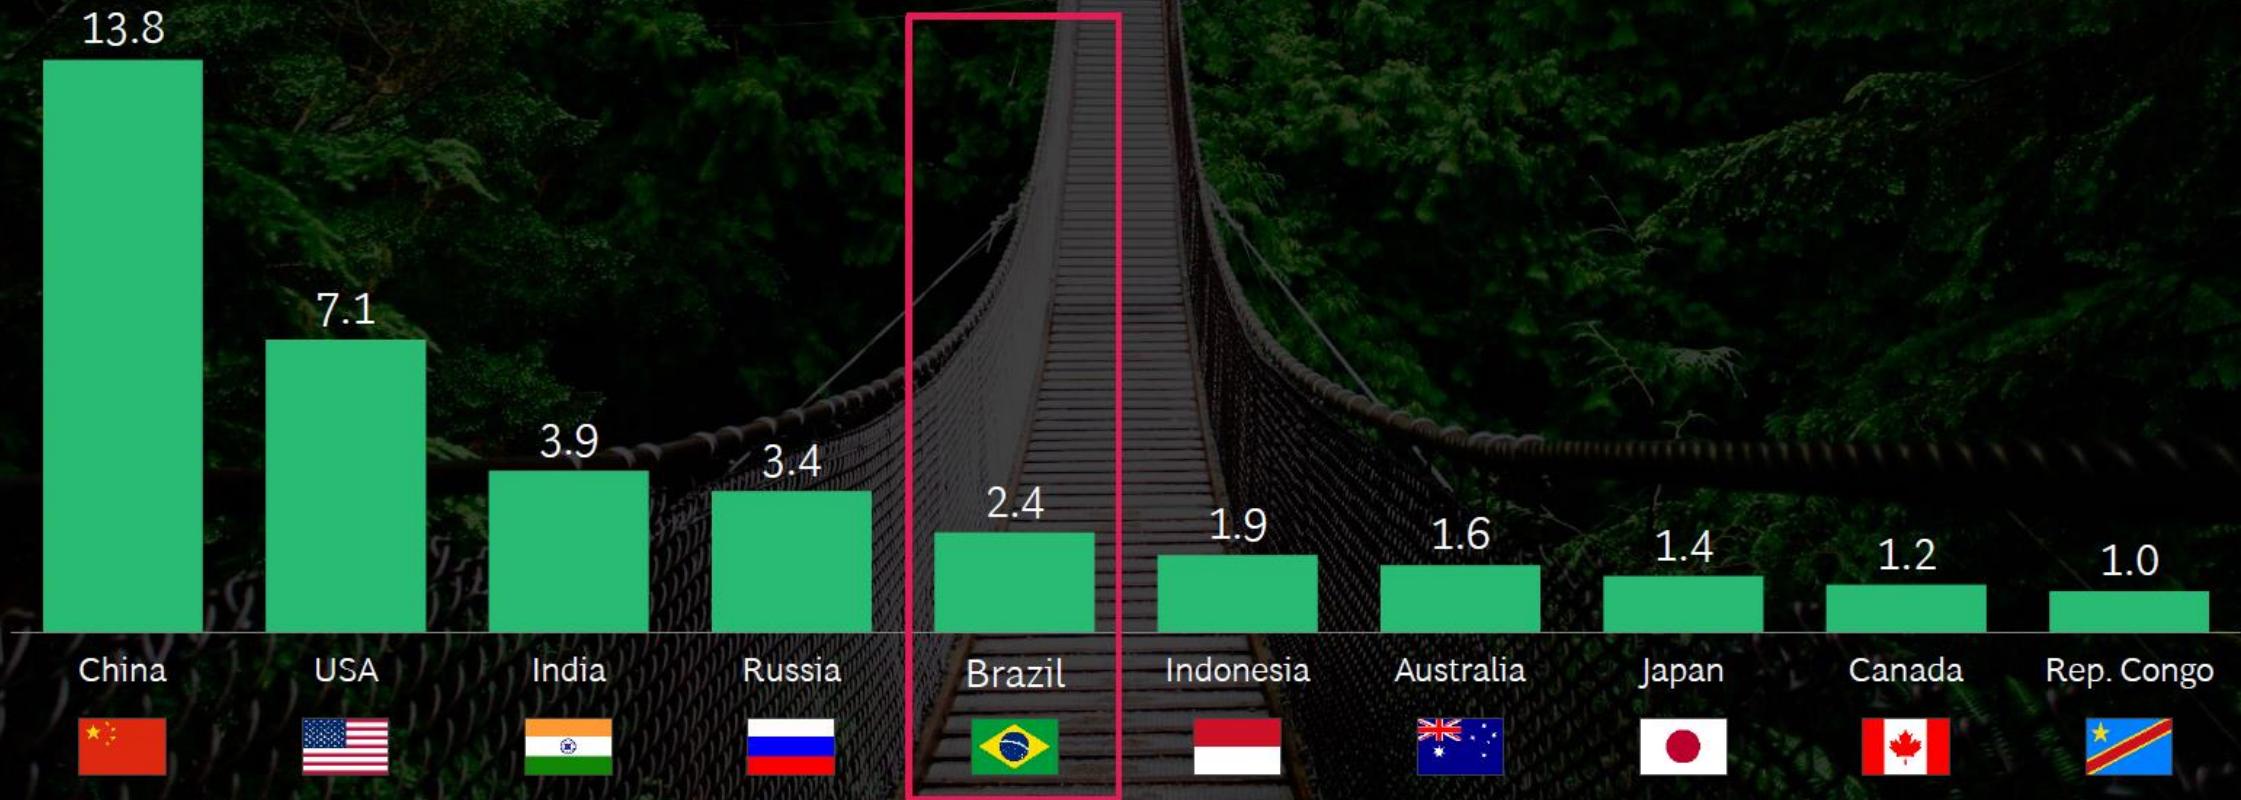 13.8
7.1
3.9
3.4
2.4
1.9
1.6
1.4
1.2
1.0
China
USA
India
Russia
Brazil
Indonesia
Australia
Japan
Canada
Rep. Congo